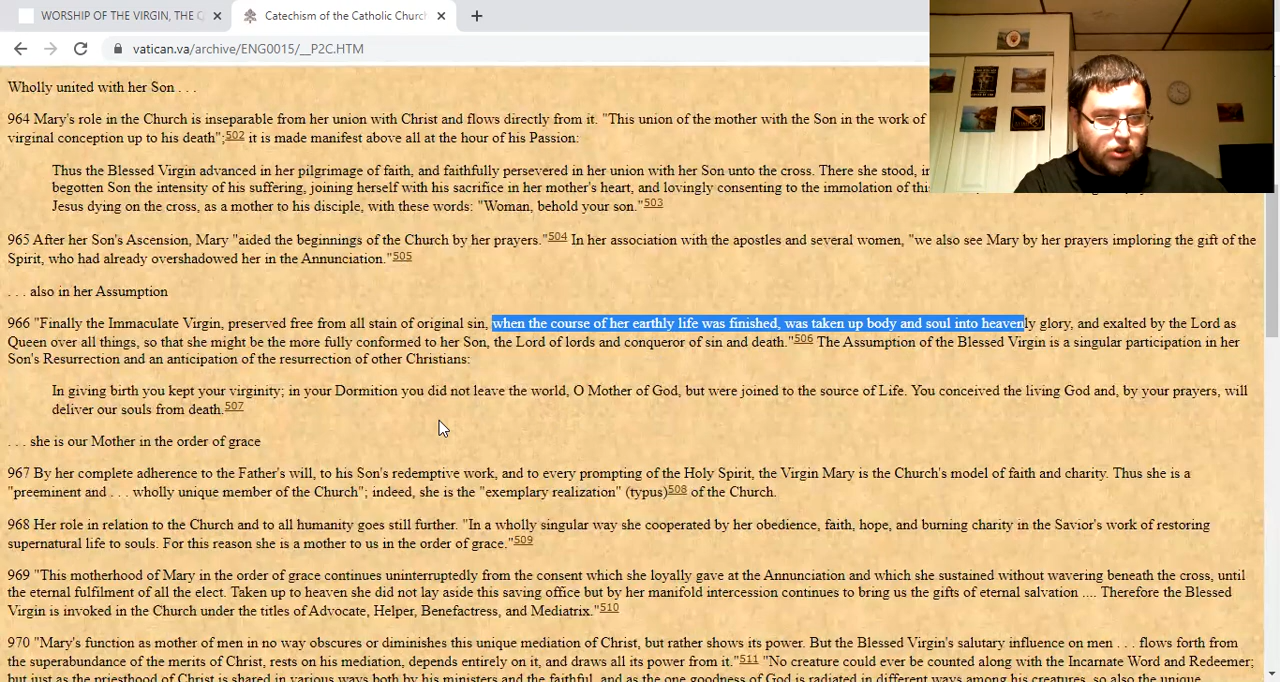 WORSHIP OF THE VIRGIN, THE
Catechism of the Catholic Churc
vatican.va/archive/ENG0015/__P2C.HTM
Wholly united with her Son . . .
964 Mary's role in the Church is inseparable from her union with Christ and flows directly from it. "This union of the mother with the Son in the work of
virginal conception up to his death";502 it is made manifest above all at the hour of his Passion:
Thus the Blessed Virgin advanced in her pilgrimage of faith, and faithfully persevered in her union with her Son unto the cross. There she stood, in
begotten Son the intensity of his suffering, joining herself with his sacrifice in her mother's heart, and lovingly consenting to the immolation of this
Jesus dying on the cross, as a mother to his disciple, with these words: "Woman, behold your son."503
965 After her Son's Ascension, Mary "aided the beginnings of the Church by her prayers."504 In her association with the apostles and several women, "we also see Mary by her prayers imploring the gift of the
Spirit, who had already overshadowed her in the Annunciation."505
. . . also in her Assumption
966 "Finally the Immaculate Virgin, preserved free from all stain of original sin, when the course of her earthly life was finished, was taken up body and soul into heavenly glory, and exalted by the Lord as
Queen over all things, so that she might be the more fully conformed to her Son, the Lord of lords and conqueror of sin and death."506 The Assumption of the Blessed Virgin is a singular participation in her
Son's Resurrection and an anticipation of the resurrection of other Christians:
In giving birth you kept your virginity; in your Dormition you did not leave the world, O Mother of God, but were joined to the source of Life. You conceived the living God and, by your prayers, will
deliver our souls from death.507
. . . she is our Mother in the order of grace
967 By her complete adherence to the Father's will, to his Son's redemptive work, and to every prompting of the Holy Spirit, the Virgin Mary is the Church's model of faith and charity. Thus she is a
"preeminent and . . . wholly unique member of the Church"; indeed, she is the "exemplary realization" (typus)508 of the Church.
968 Her role in relation to the Church and to all humanity goes still further. "In a wholly singular way she cooperated by her obedience, faith, hope, and burning charity in the Savior's work of restoring
supernatural life to souls. For this reason she is a mother to us in the order of grace."509
969 "This motherhood of Mary in the order of grace continues uninterruptedly from the consent which she loyally gave at the Annunciation and which she sustained without wavering beneath the cross, until
the eternal fulfilment of all the elect. Taken up to heaven she did not lay aside this saving office but by her manifold intercession continues to bring us the gifts of eternal salvation .... Therefore the Blessed
Virgin is invoked in the Church under the titles of Advocate, Helper, Benefactress, and Mediatrix."510
970 "Mary's function as mother of men in no way obscures or diminishes this unique mediation of Christ, but rather shows its power. But the Blessed Virgin's salutary influence on men . . . flows forth from
the superabundance of the merits of Christ, rests on his mediation, depends entirely on it, and draws all its power from it."511 "No creature could ever be counted along with the Incarnate Word and Redeemer;
but just as the priesthood of Christ is shared in various ways both by his ministers and the faithful, and as the one goodness of God is radiated in different ways among his creatures, so also the unique